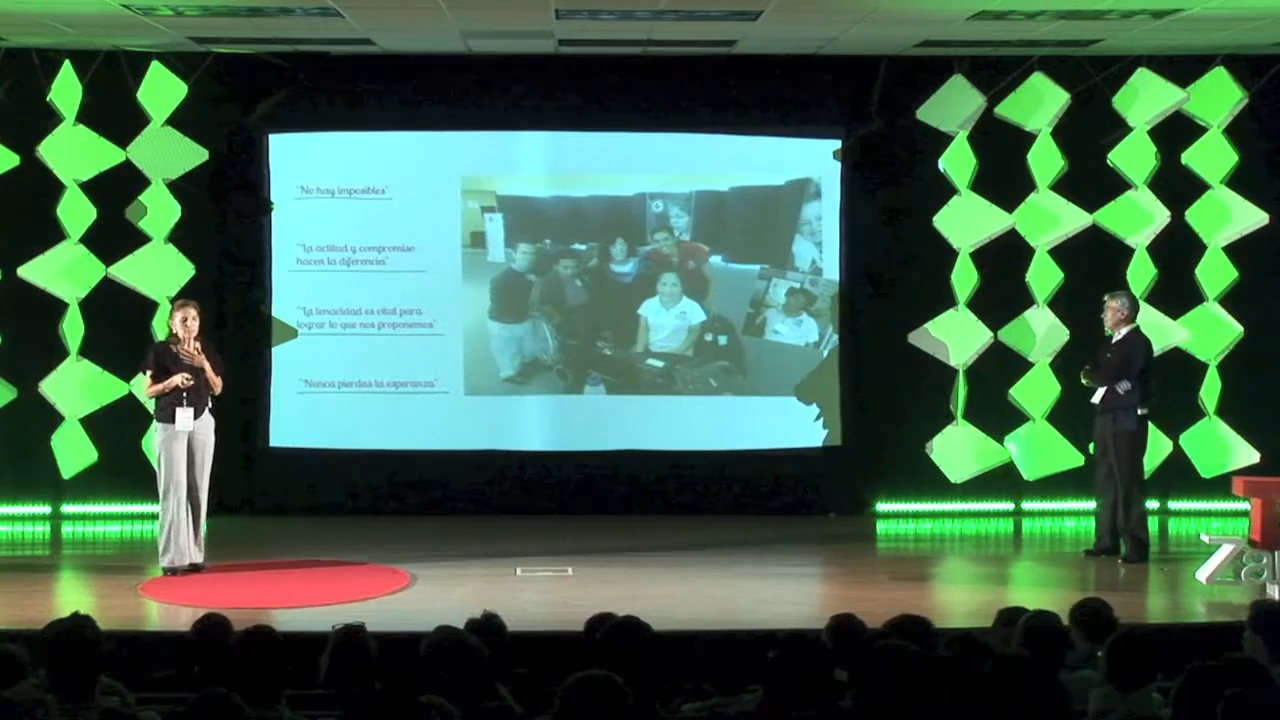 "No hay imposibles"
"La actitud y compromiso
hacen la diferencia"
"La tenacidad es vital para
lograr lo que nos proponemos"
"Nunca pierdas la esperanza"
Za